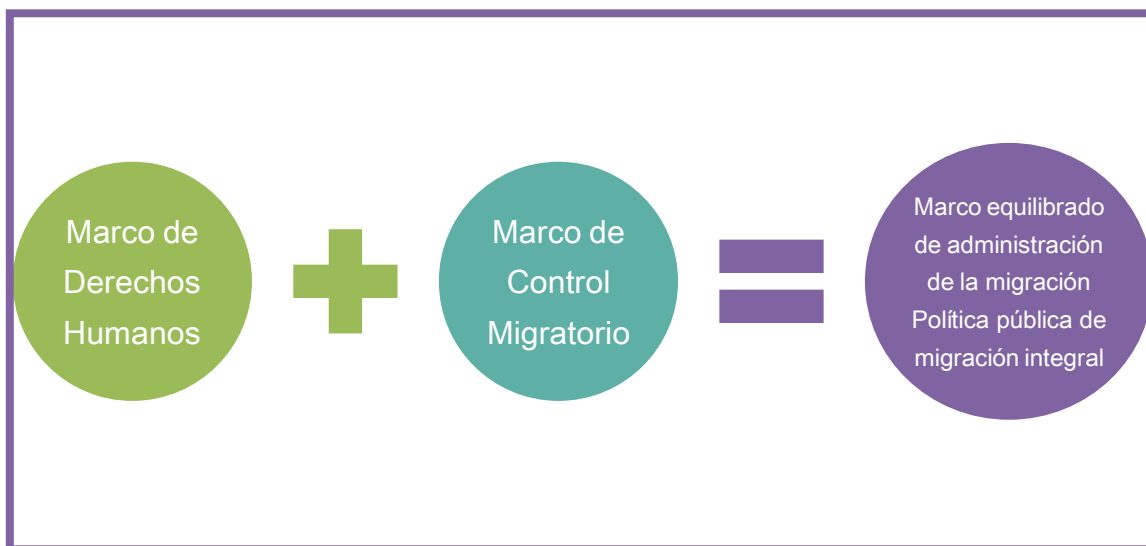 Marco de
Derechos
Humanos
Marco de
Control
Migratorio
Marco equilibrado
de administración
de la migración
Política pública de
migración integral